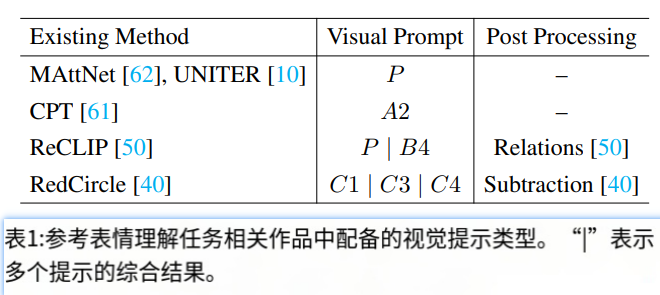 Existing Method Visual Prompt Post Processing
MAttNet [62], UNITER [10] P –
CPT [61] A2 –
ReCLIP [50] P | B4 Relations [50]
RedCircle [40] C1 | C3 | C4 Subtraction [40]
表1:参考表情理解任务相关作品中配备的视觉提示类型。“|”表示
多个提示的综合结果。